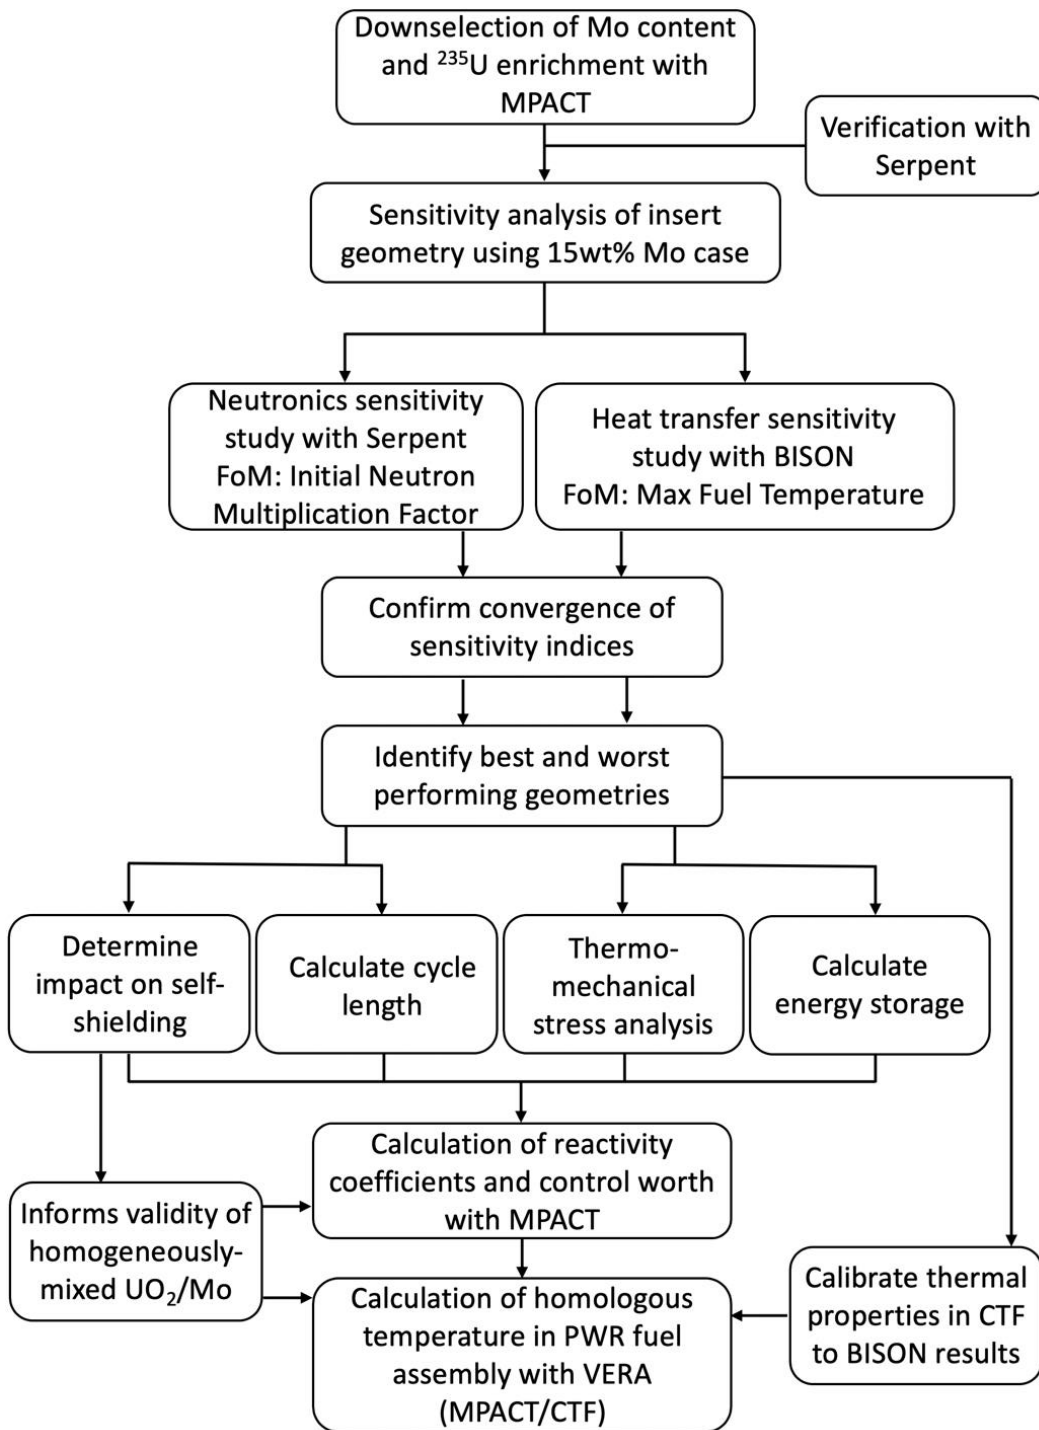 Downselection of Mo content
and ²³⁵U enrichment with
MPACT
Verification with
Serpent
Sensitivity analysis of insert
geometry using 15wt% Mo case
Neutronics sensitivity
study with Serpent
FoM: Initial Neutron
Multiplication Factor
Heat transfer sensitivity
study with BISON
FoM: Max Fuel Temperature
Confirm convergence of
sensitivity indices
Identify best and worst
performing geometries
Determine
impact on self-
shielding
Calculate cycle
length
Thermo-
mechanical
stress analysis
Calculate
energy storage
Calculation of reactivity
coefficients and control worth
with MPACT
Informs validity of
homogeneously-
mixed UO₂/Mo
Calculation of homologous
temperature in PWR fuel
assembly with VERA
(MPACT/CTF)
Calibrate thermal
properties in CTF
to BISON results